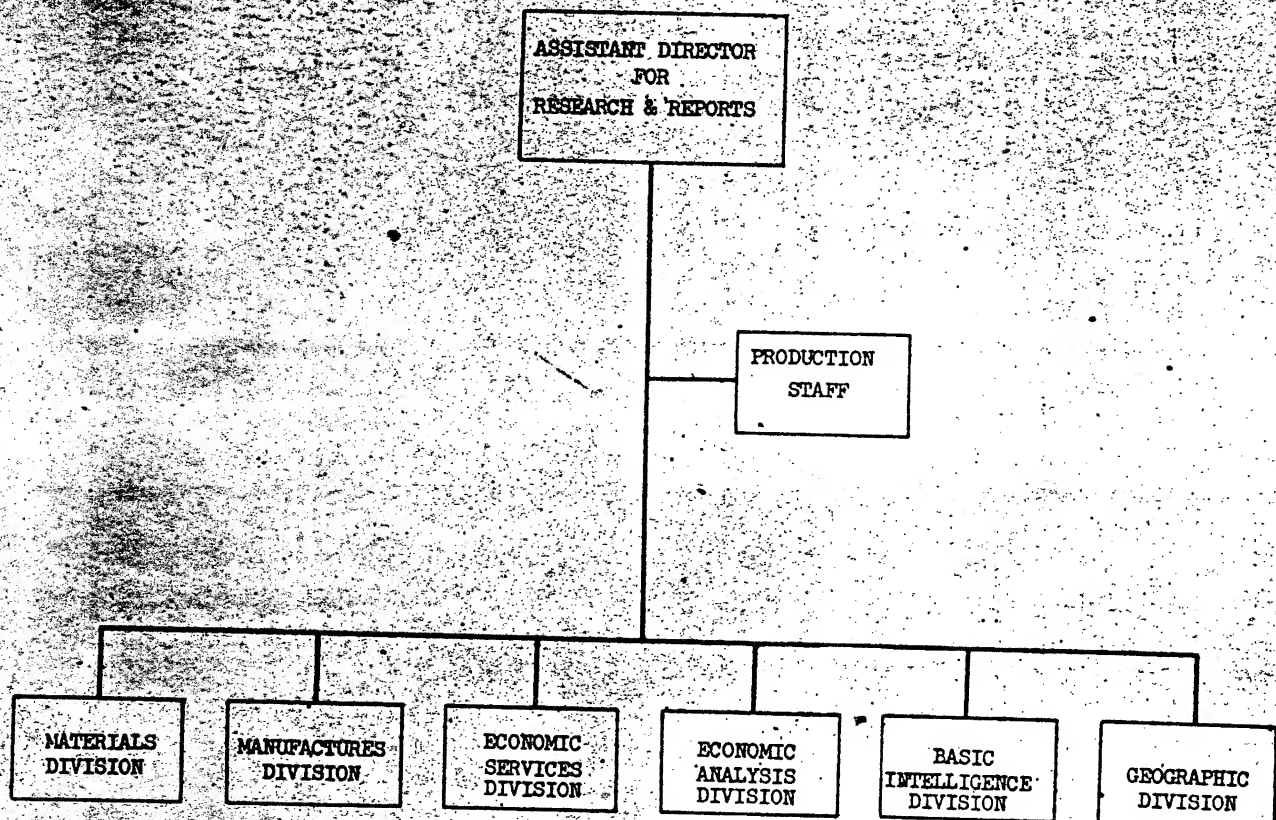 ASSISTANT DIRECTOR
FOR
RESEARCH & REPORTS
PRODUCTION
STAFF
MATERIALS
DIVISION
MANUFACTURES
DIVISION
ECONOMIC
SERVICES
DIVISION
ECONOMIC
ANALYSIS
DIVISION
BASIC
INTELLIGENCE
DIVISION
GEOGRAPHIC
DIVISION